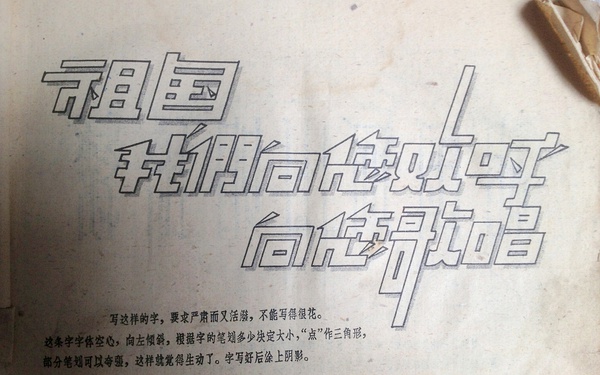 祖国
我們向您欢呼
向您歌唱
写这样的字，要求严肃而又活溢，不能写得很花。
这条字字体空心，向左倾斜，根据字的笔划多少决定大小，“点”作三角形，
部分笔划可以夸张，这样就觉得生动了。字写好后涂上阴影。